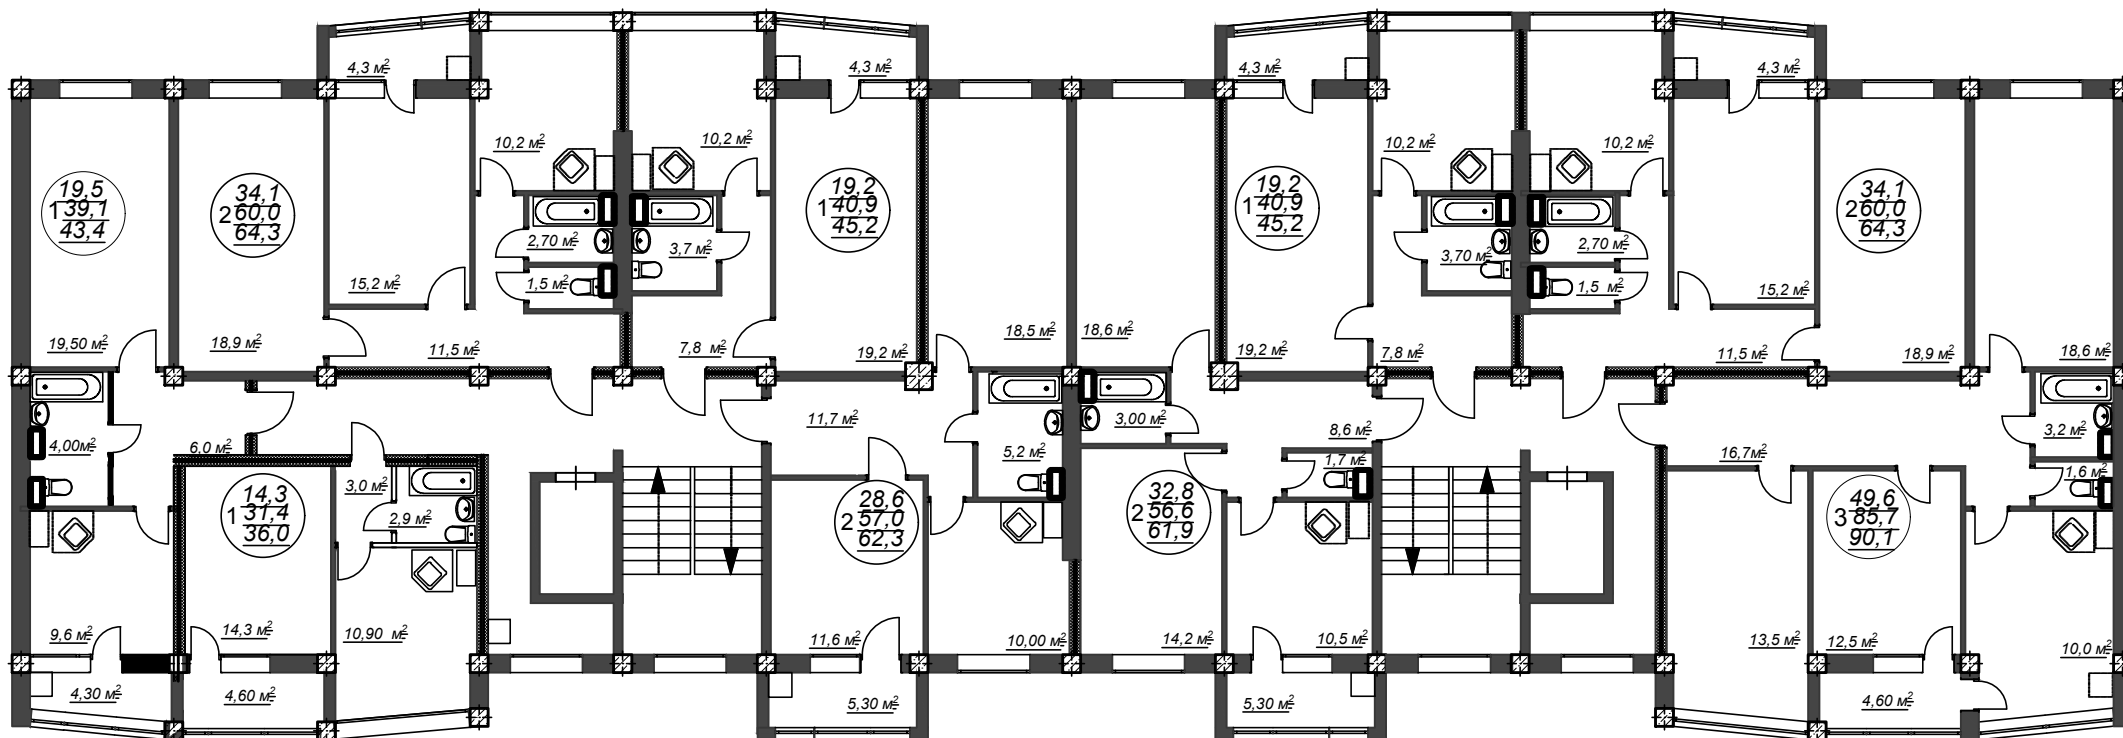 4,3 м²
4,3 м²
4,3 м²
4,3 м²
10,2 м²
10,2 м²
10,2 м²
10,2 м²
19,5
1 39,1
43,4
34,1
2 60,0
64,3
19,2
1 40,9
45,2
19,2
1 40,9
45,2
34,1
2 60,0
64,3
2,70 м²
3,7 м²
3,70 м²
2,70 м²
15,2 м²
1,5 м²
1,5 м²
15,2 м²
19,50 м²
18,9 м²
11,5 м²
7,8 м²
19,2 м²
18,5 м²
18,6 м²
19,2 м²
7,8 м²
11,5 м²
18,9 м²
18,6 м²
4,00м²
6,0 м²
11,7 м²
5,2 м²
3,00 м²
8,6 м²
1,7 м²
16,7м²
3,2 м²
1,6 м²
3,0 м²
2,9 м²
14,3
1 31,4
36,0
28,6
2 57,0
62,3
32,8
2 56,6
61,9
49,6
3 85,7
90,1
9,6 м²
14,3 м²
10,90 м²
11,6 м²
10,00 м²
14,2 м²
10,5 м²
13,5 м²
12,5 м²
10,0 м²
4,30 м²
4,60 м²
5,30 м²
5,30 м²
4,60 м²